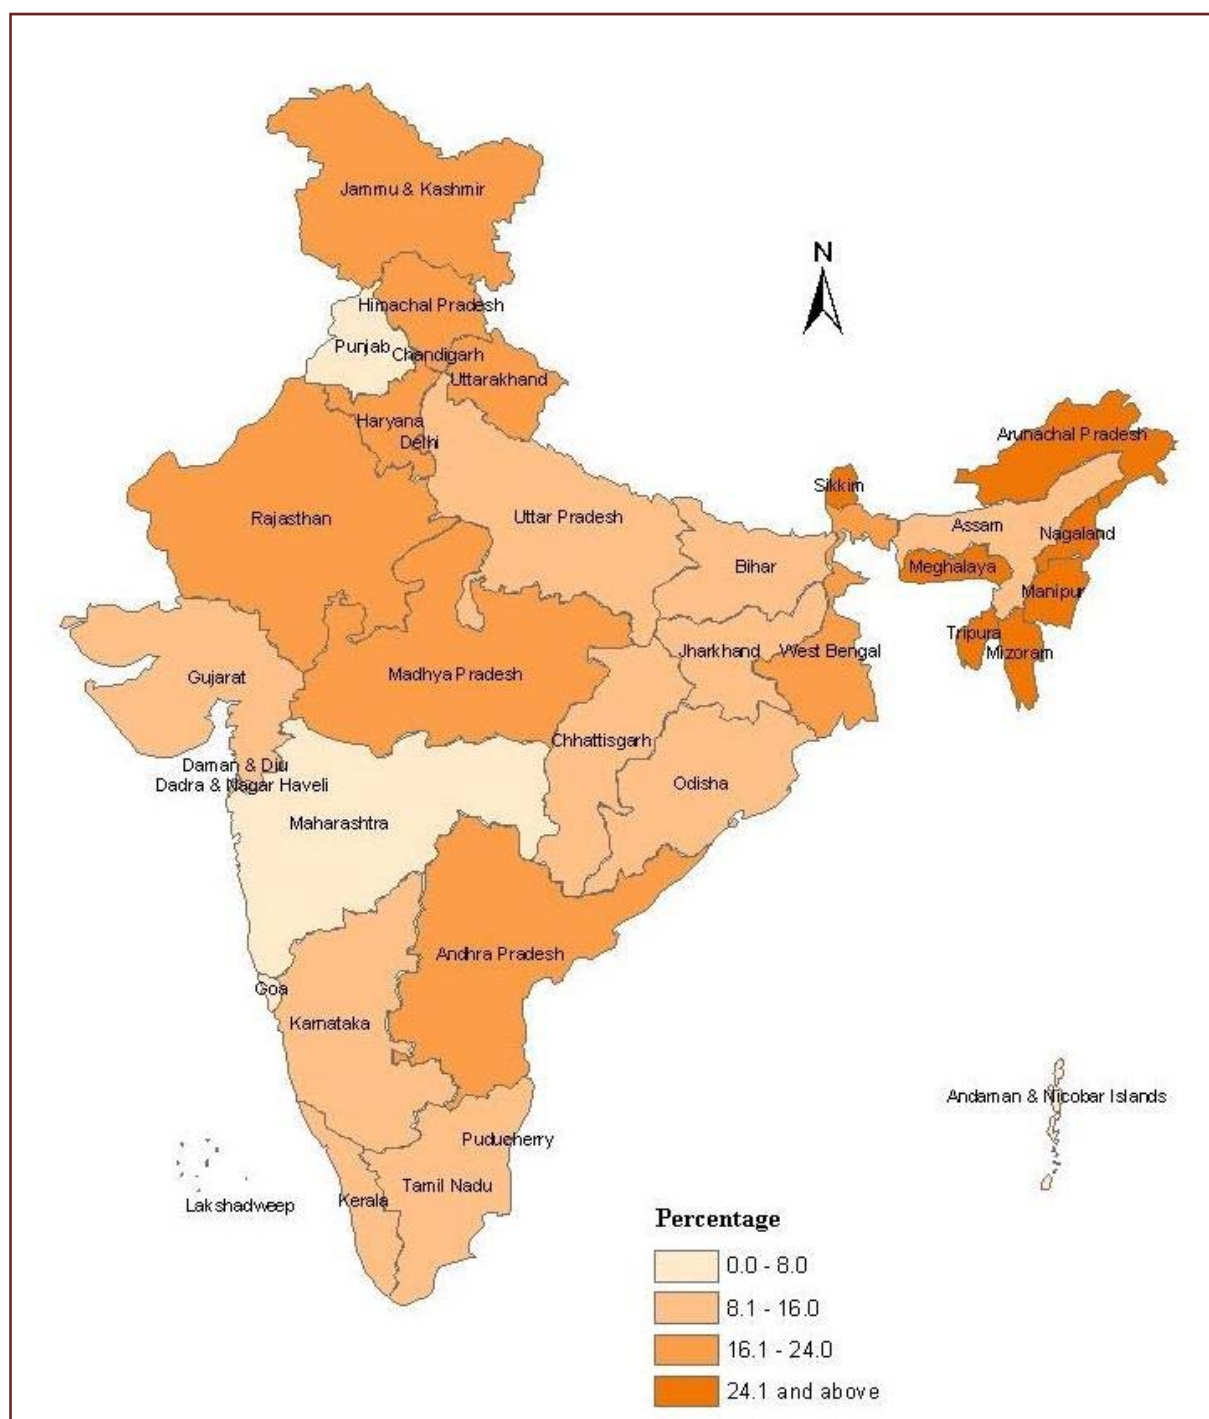 Jammu & Kashmir
N
Himachal Pradesh
Punjab
Chandigarh
Uttarakhand
Haryana
Delhi
Arunachal Pradesh
Sikkim
Rajasthan
Uttar Pradesh
Assam
Nagaland
Bihar
Meghalaya
Manipur
Tripura
Mizoram
Jharkhand
West Bengal
Gujarat
Madhya Pradesh
Chhattisgarh
Daman & Diu
Dadra & Nagar Haveli
Odisha
Maharashtra
Andhra Pradesh
Goa
Karnataka
Andaman & Nicobar Islands
Puducherry
Tamil Nadu
Kerala
Lakshadweep
Percentage
0.0 - 8.0
8.1 - 16.0
16.1 - 24.0
24.1 and above